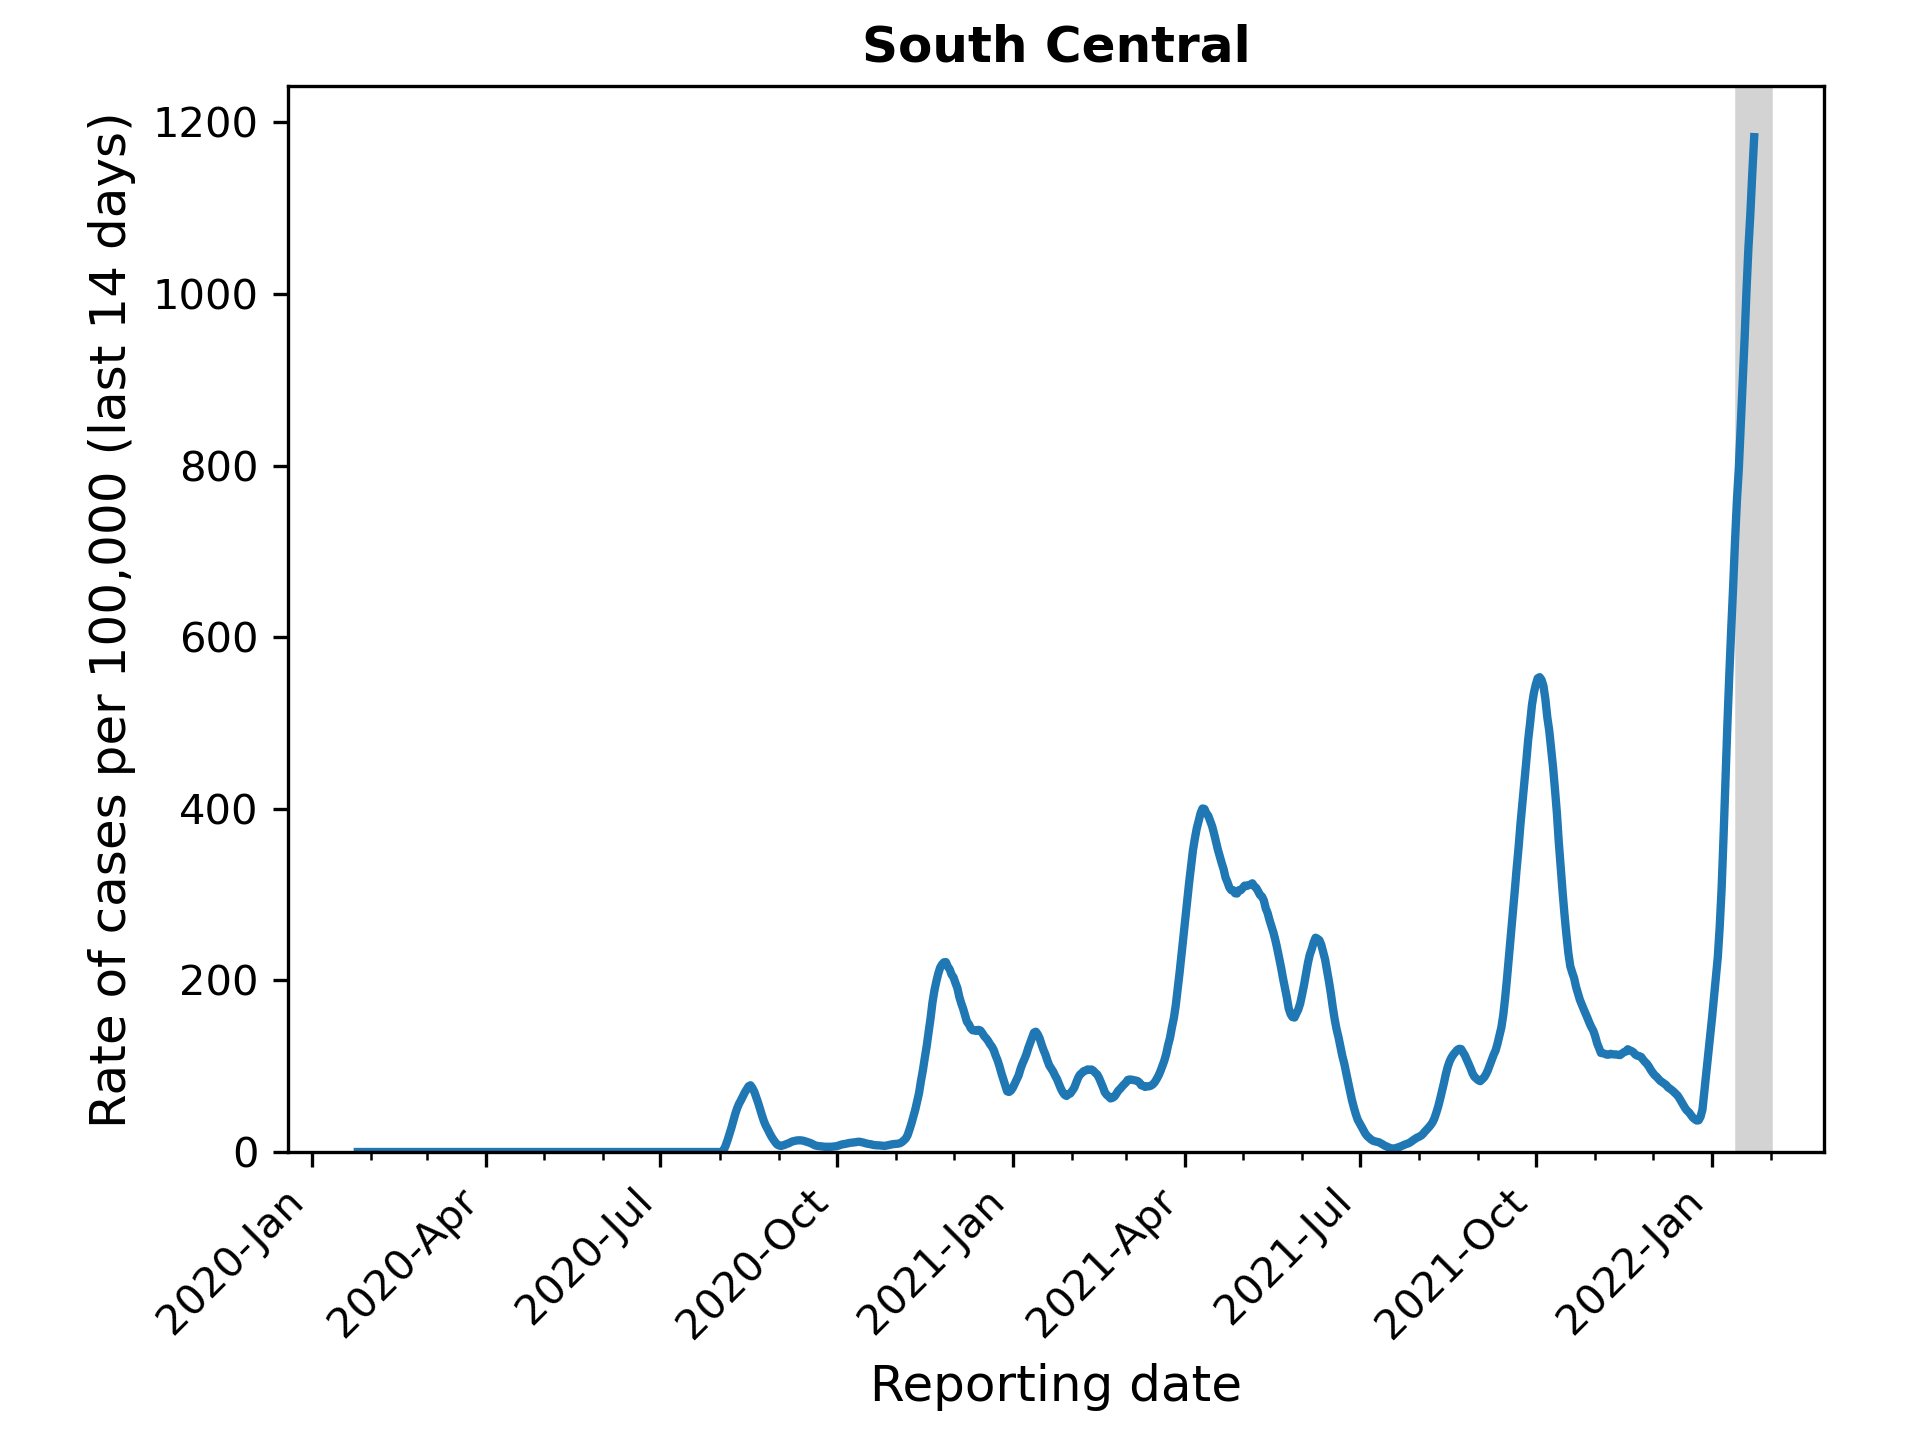 South Central
Rate of cases per 100,000 (last 14 days)
1200
1000
800
600
400
200
0
2020-Jan
2020-Apr
2020-Jul
2020-Oct
2021-Jan
2021-Apr
2021-Jul
2021-Oct
2022-Jan
Reporting date